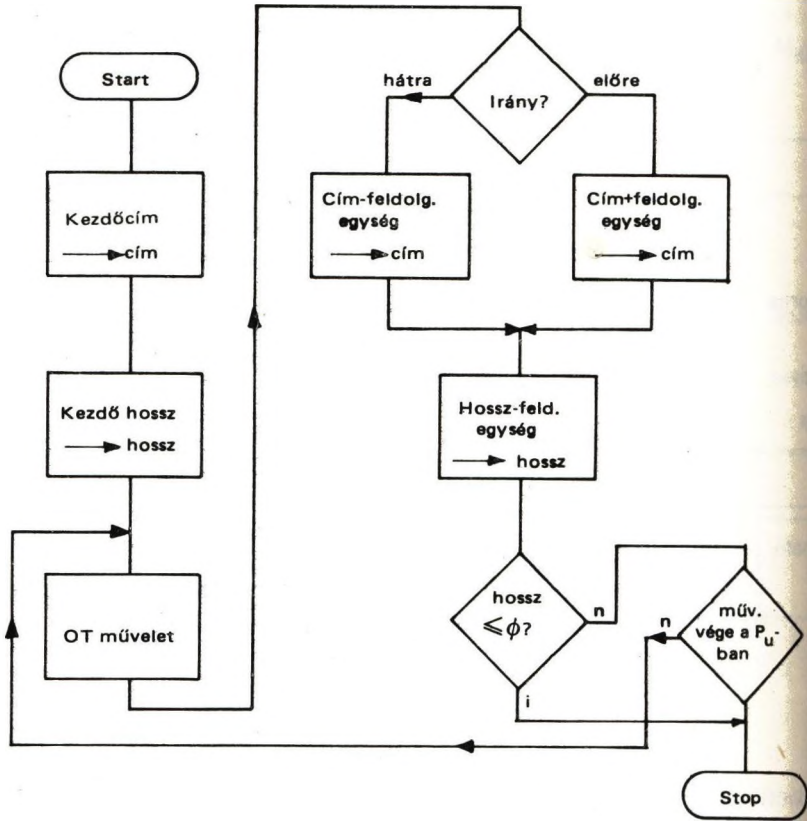 Start
Kezdőcím
→ cím
Kezdő hossz
→ hossz
OT művelet
Irány?
hátra
előre
Cím-feldolg.
egység
→ cím
Cím+feldolg.
egység
→ cím
Hossz-feld.
egység
→ hossz
hossz
≤ϕ?
n
i
műv.
vége a Pu-
ban
n
Stop